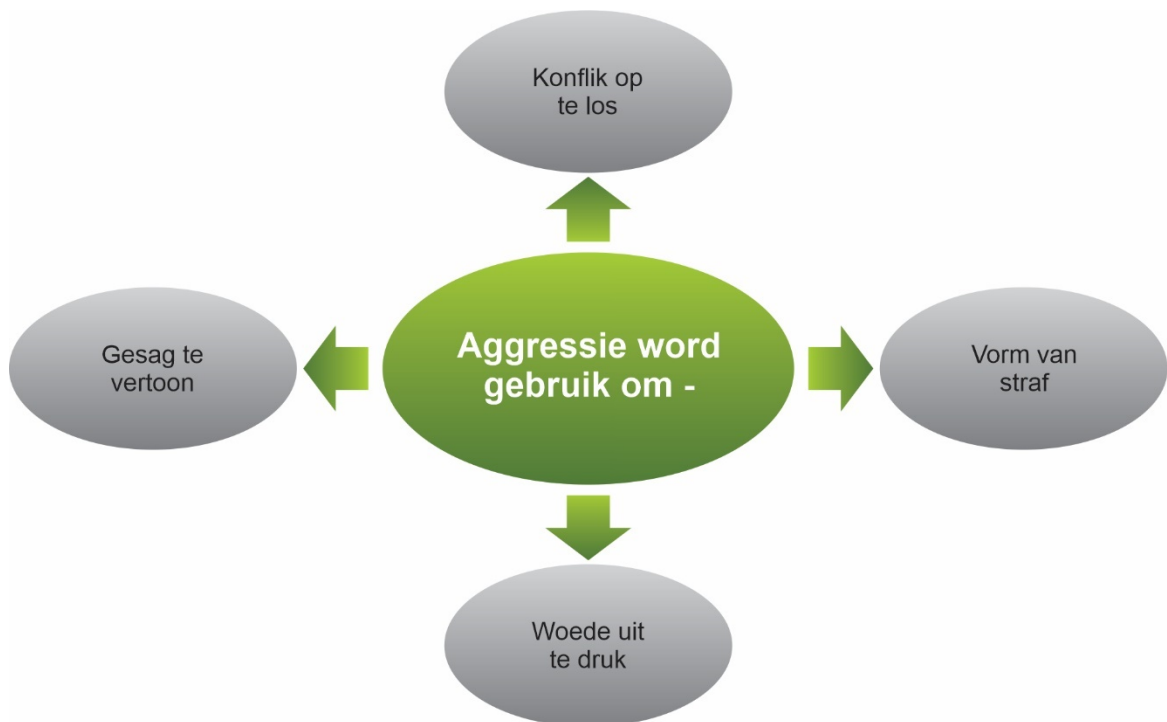 Konflik op
te los
Gesag te
vertoon
Aggressie word
gebruik om -
Vorm van
straf
Woede uit
te druk